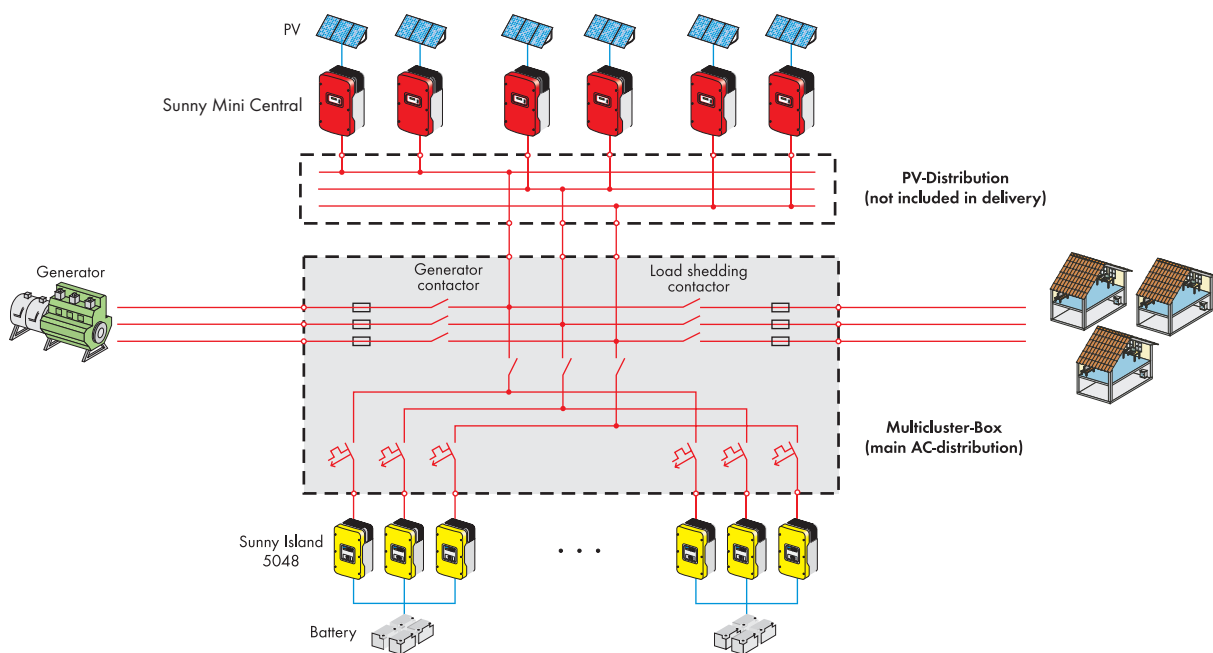 PV
Sunny Mini Central
PV-Distribution
(not included in delivery)
Generator
Generator
contactor
Load shedding
contactor
Multicluster-Box
(main AC-distribution)
Sunny Island
5048
. . .
Battery